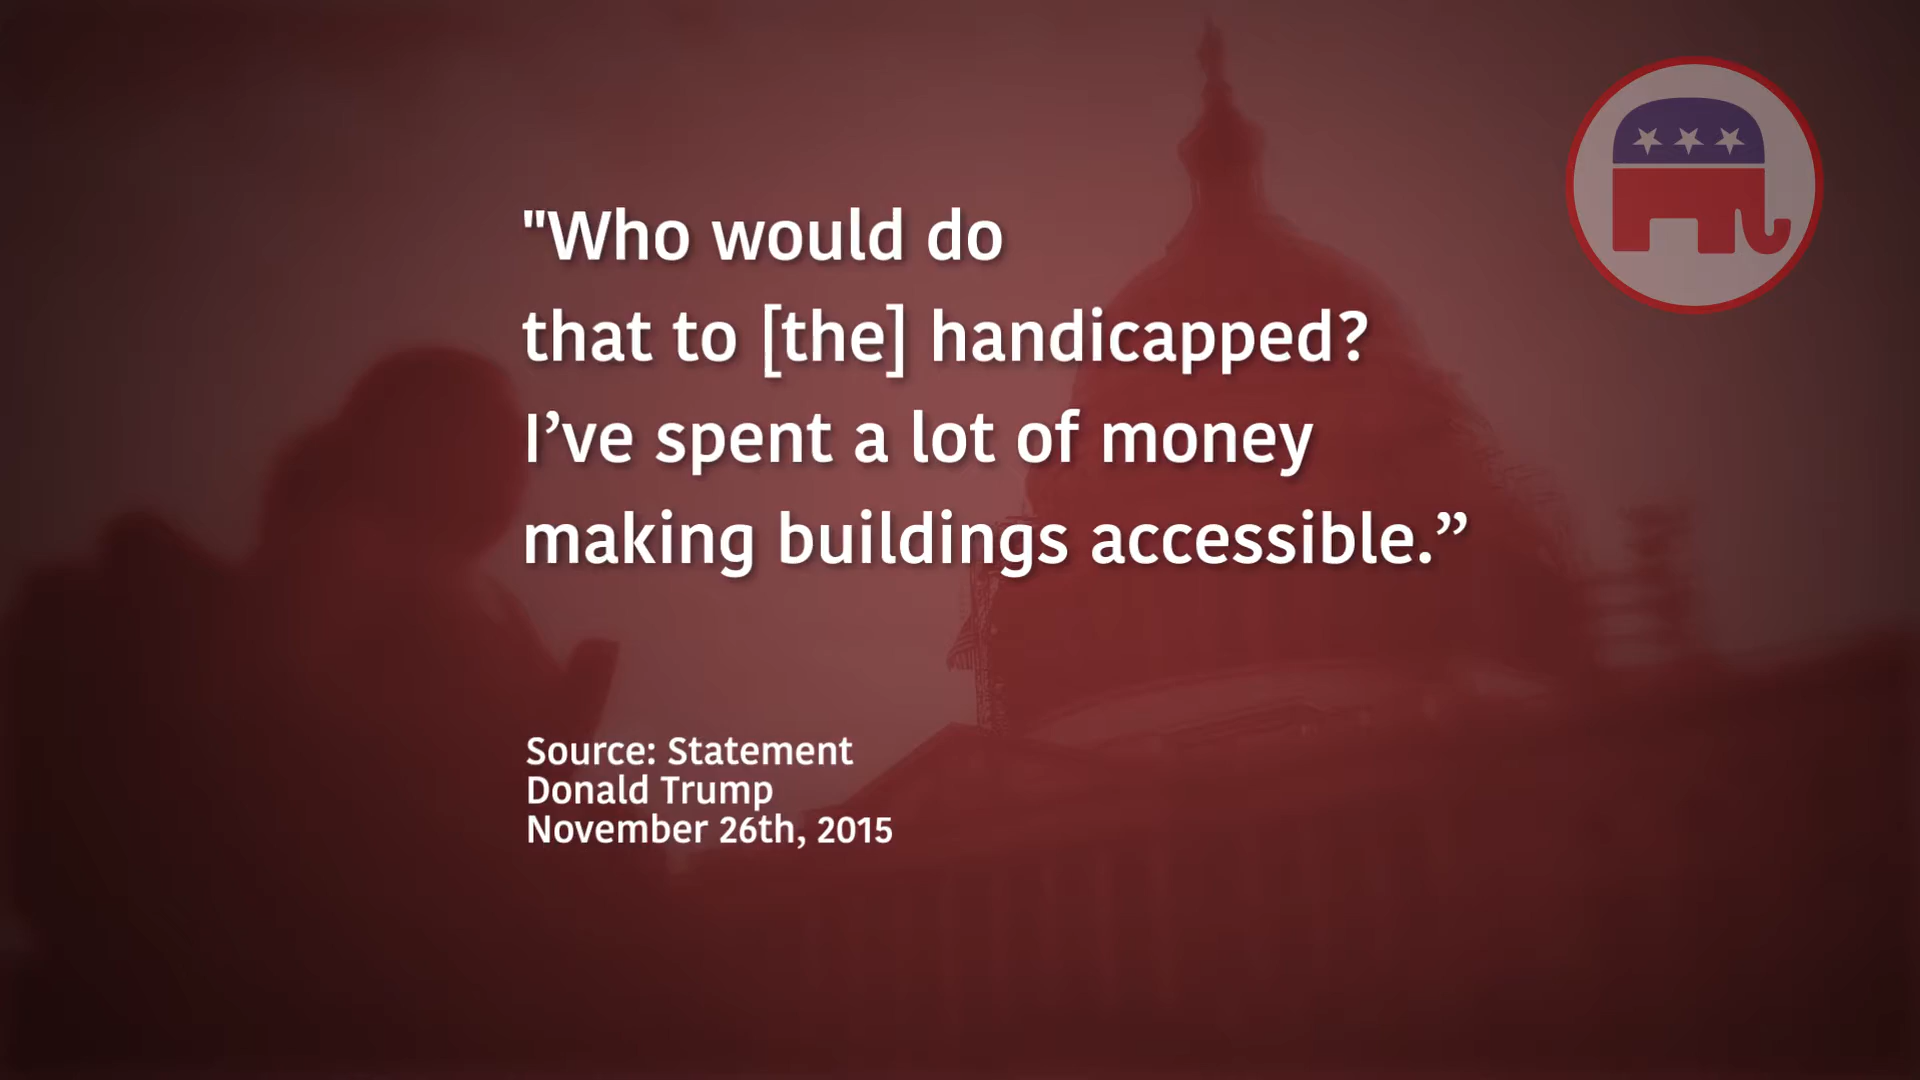 "Who would do
that to [the] handicapped?
I’ve spent a lot of money
making buildings accessible.”
Source: Statement
Donald Trump
November 26th, 2015